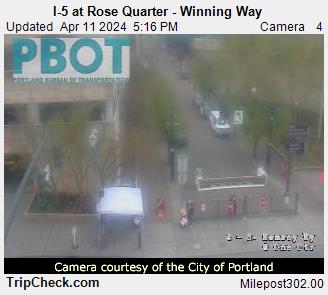 I-5 at Rose Quarter - Winning Way
Updated Apr 11 2024 5:16 PM Camera 4
PBOT
PORTLAND BUREAU OF TRANSPORTATION
Camera courtesy of the City of Portland
TripCheck.com Milepost302.00